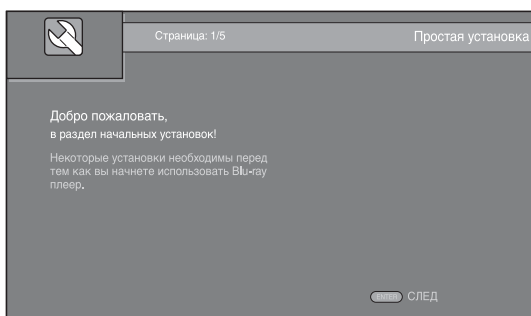 Страница: 1/5
Простая установка
Добро пожаловать,
в раздел начальных установок!
Некоторые установки необходимы перед
тем как вы начнете использовать Blu-ray
плеер.
ENTER СЛЕД